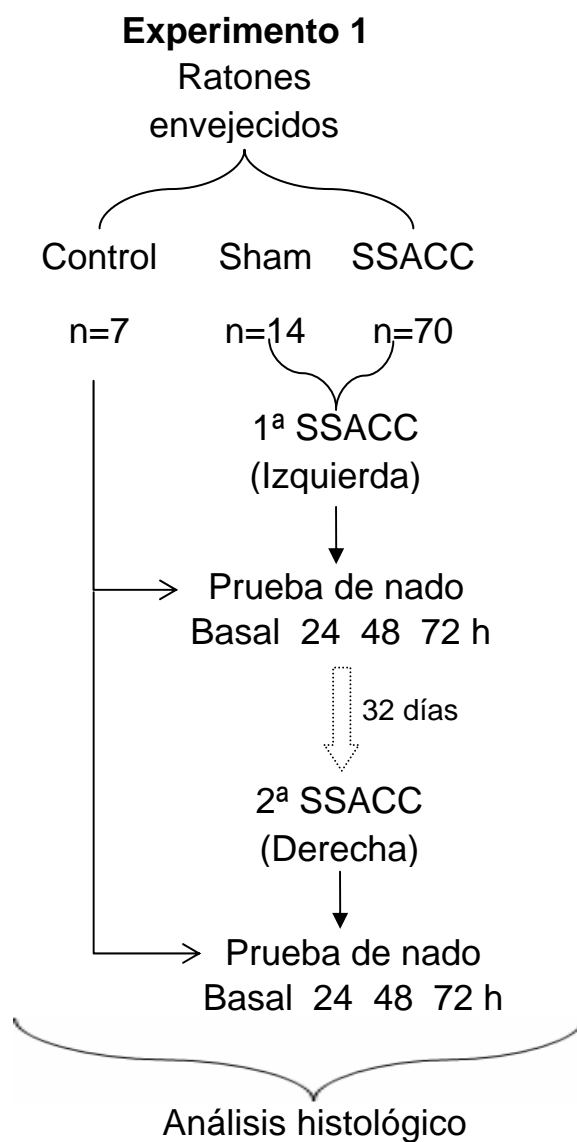 Experimento 1
Ratones
envejecidos
Control Sham SSACC
n=7 n=14 n=70
1ª SSACC
(Izquierda)
Prueba de nado
Basal 24 48 72 h
32 días
2ª SSACC
(Derecha)
Prueba de nado
Basal 24 48 72 h
Análisis histológico